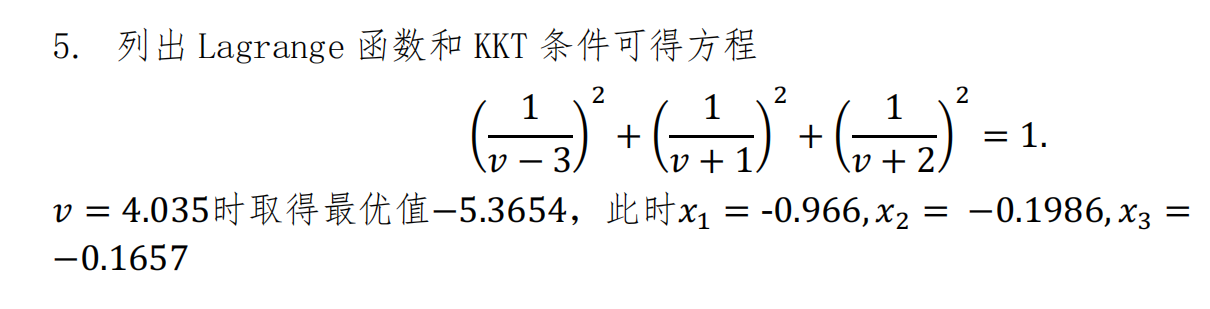 5. 列出 Lagrange 函数和 KKT 条件可得方程
(1/(v − 3))² + (1/(v + 1))² + (1/(v + 2))² = 1.
v = 4.035时取得最优值−5.3654，此时x₁ = -0.966, x₂ = −0.1986, x₃ =
−0.1657